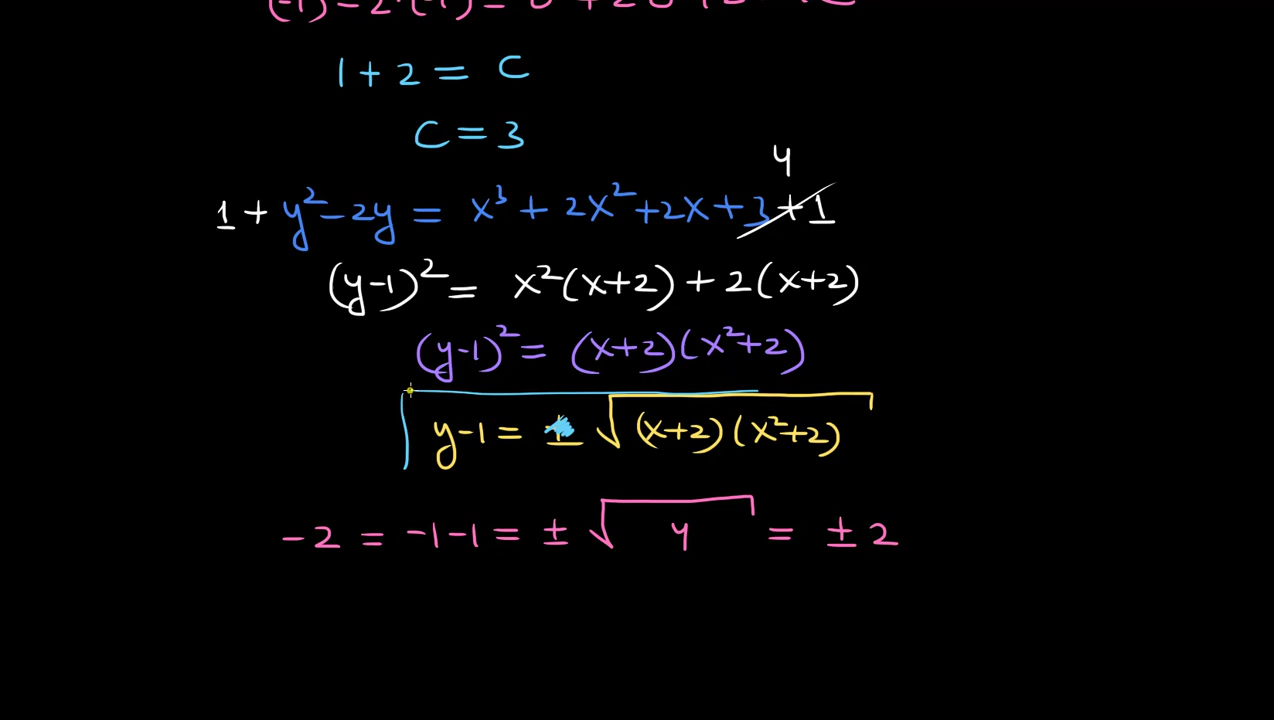 1 + 2 = C
C = 3
4
1 + y² - 2y = x³ + 2x² + 2x + 3 + 1
(y-1)² = x²(x+2) + 2(x+2)
(y-1)² = (x+2)(x²+2)
y-1 = ± √(x+2)(x²+2)
-2 = -1-1 = ± √4 = ± 2